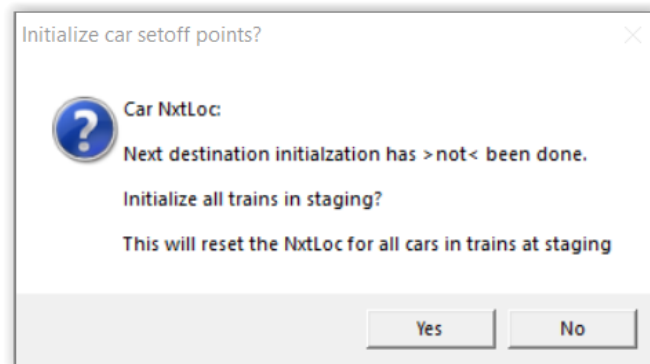 Initialize car setoff points?
Car NxtLoc:
Next destination initialzation has >not< been done.
Initialize all trains in staging?
This will reset the NxtLoc for all cars in trains at staging
Yes No